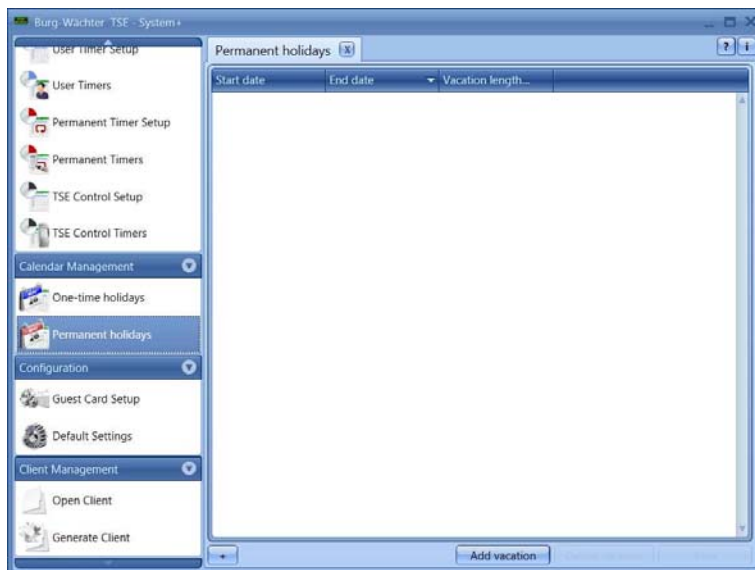 Burg-Wächter TSE - System+
User Timer Setup
User Timers
Permanent Timer Setup
Permanent Timers
TSE Control Setup
TSE Control Timers
Calendar Management
One-time holidays
Permanent holidays
Configuration
Guest Card Setup
Default Settings
Client Management
Open Client
Generate Client
Permanent holidays x
? i
Start date End date Vacation length...
+ Add vacation